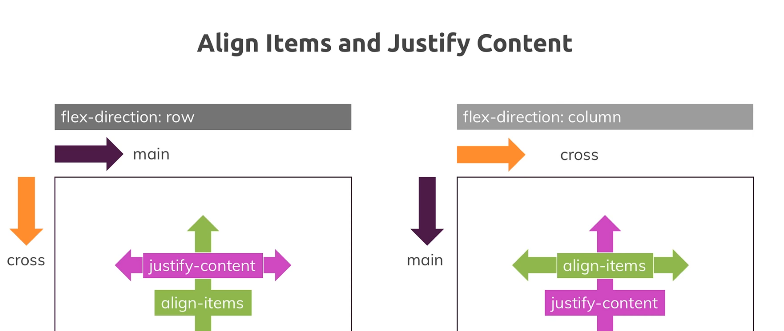 Align Items and Justify Content
flex-direction: row
main
cross
justify-content
align-items
flex-direction: column
cross
main
align-items
justify-content